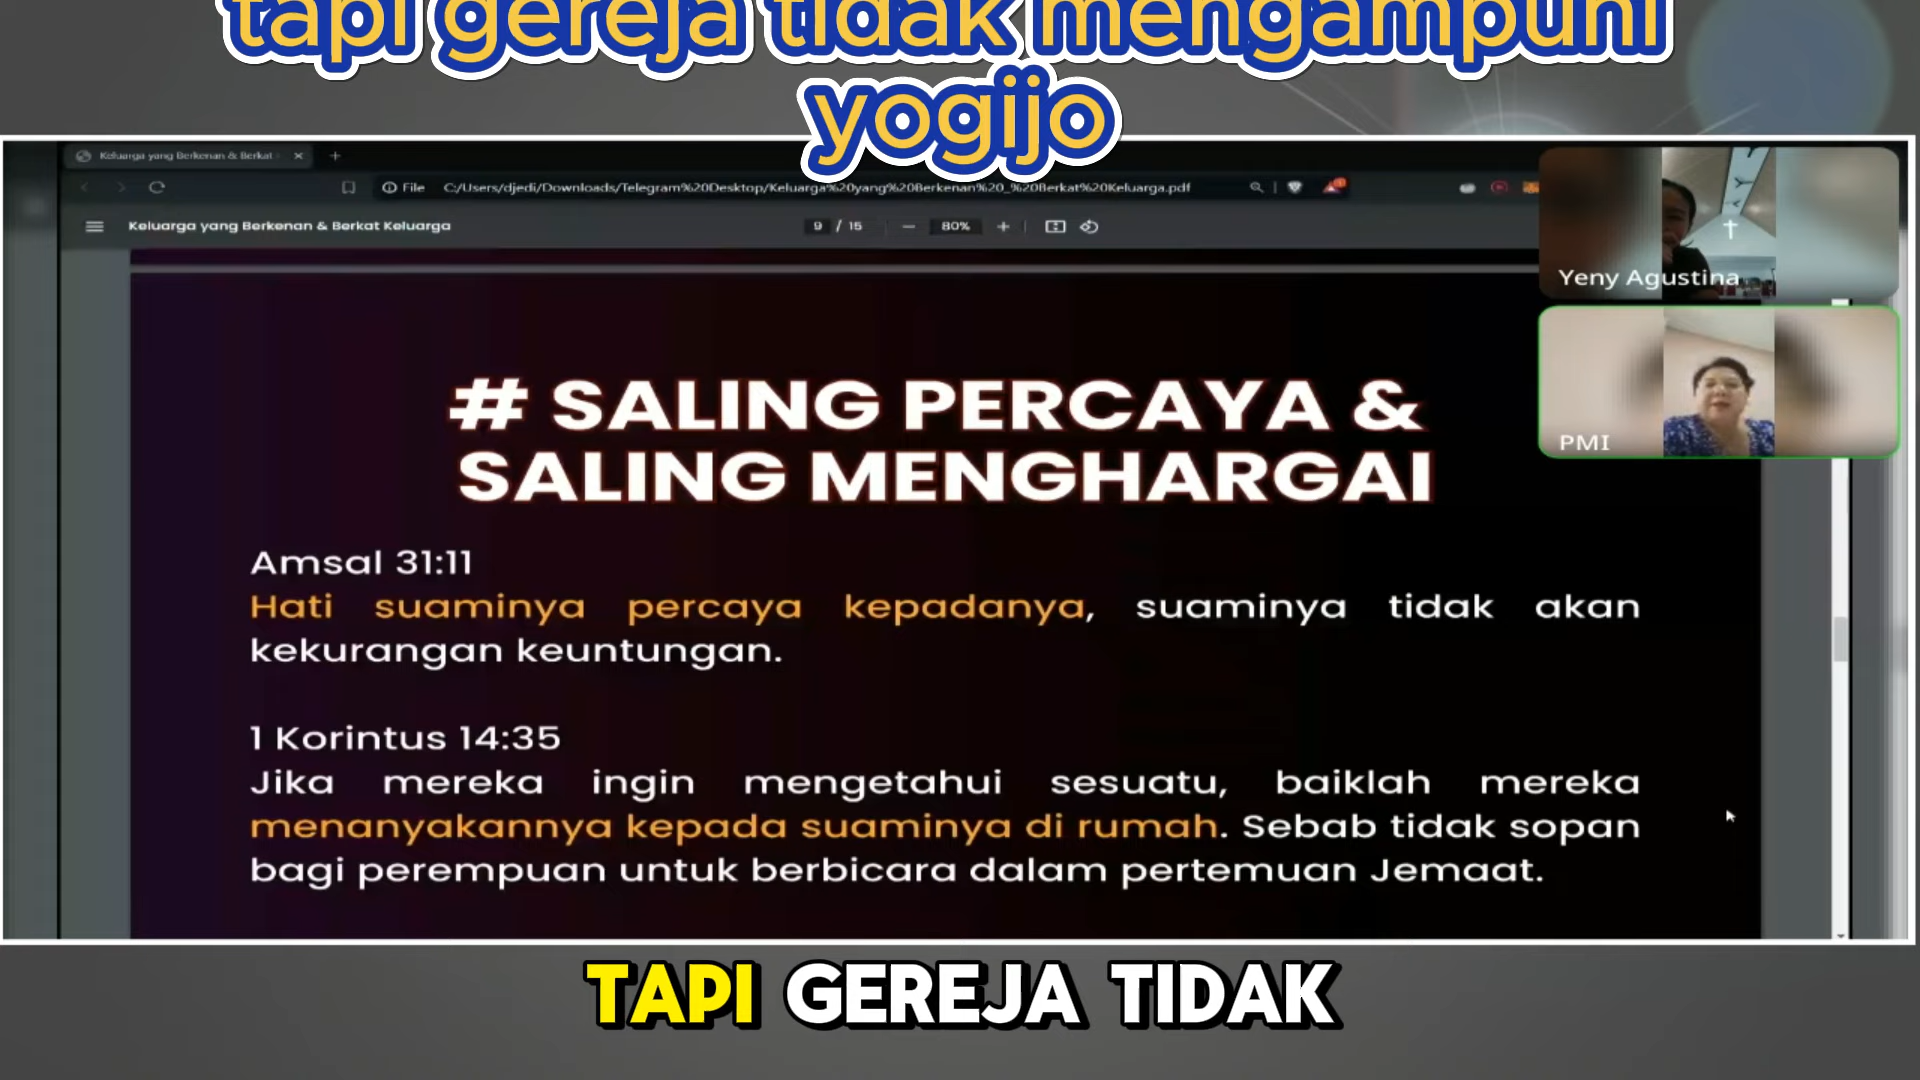 tapi gereja tidak mengampuni
yogijo
Keluarga yang Berkenan & Berkat
File C:/Users/djedi/Downloads/Telegram%20Desktop/Keluarga%20yang%20Berkenan%20_%20Berkat%20Keluarga.pdf
Keluarga yang Berkenan & Berkat Keluarga
9 / 15
80%
Yeny Agustina
PMI
# SALING PERCAYA &
SALING MENGHARGAI
Amsal 31:11
Hati suaminya percaya kepadanya, suaminya tidak akan
kekurangan keuntungan.
1 Korintus 14:35
Jika mereka ingin mengetahui sesuatu, baiklah mereka
menanyakannya kepada suaminya di rumah. Sebab tidak sopan
bagi perempuan untuk berbicara dalam pertemuan Jemaat.
TAPI GEREJA TIDAK